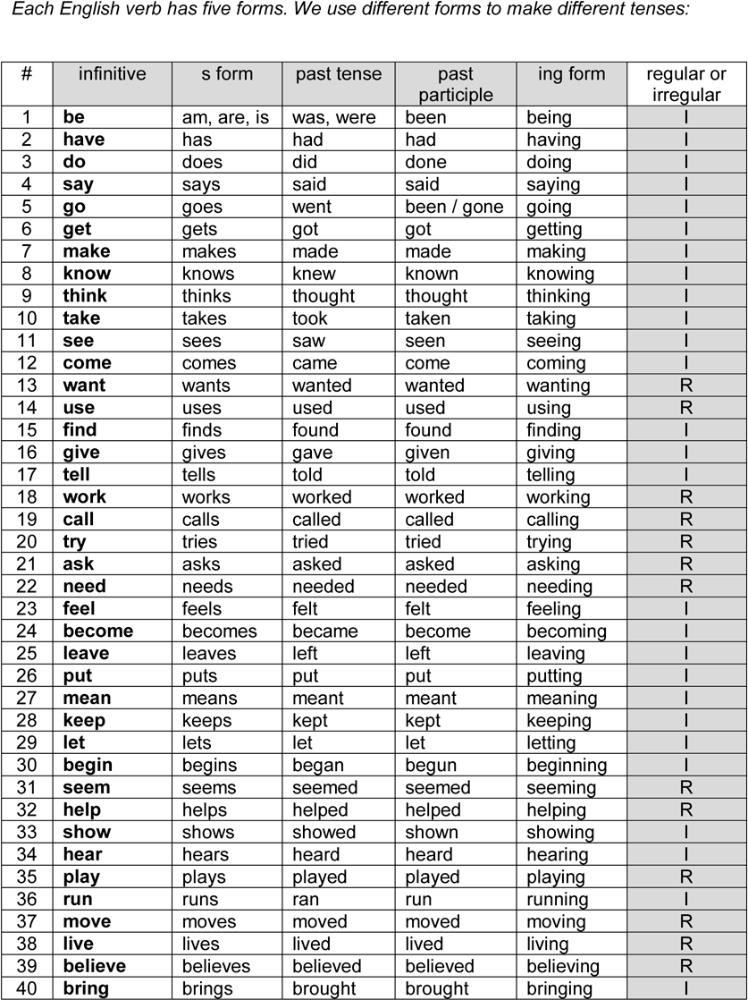 Each English verb has five forms. We use different forms to make different tenses:
# infinitive s form past tense past participle ing form regular or irregular
1 be am, are, is was, were been being I
2 have has had had having I
3 do does did done doing I
4 say says said said saying I
5 go goes went been / gone going I
6 get gets got got getting I
7 make makes made made making I
8 know knows knew known knowing I
9 think thinks thought thought thinking I
10 take takes took taken taking I
11 see sees saw seen seeing I
12 come comes came come coming I
13 want wants wanted wanted wanting R
14 use uses used used using R
15 find finds found found finding I
16 give gives gave given giving I
17 tell tells told told telling I
18 work works worked worked working R
19 call calls called called calling R
20 try tries tried tried trying R
21 ask asks asked asked asking R
22 need needs needed needed needing R
23 feel feels felt felt feeling I
24 become becomes became become becoming I
25 leave leaves left left leaving I
26 put puts put put putting I
27 mean means meant meant meaning I
28 keep keeps kept kept keeping I
29 let lets let let letting I
30 begin begins began begun beginning I
31 seem seems seemed seemed seeming R
32 help helps helped helped helping R
33 show shows showed shown showing I
34 hear hears heard heard hearing I
35 play plays played played playing R
36 run runs ran run running I
37 move moves moved moved moving R
38 live lives lived lived living R
39 believe believes believed believed believing R
40 bring brings brought brought bringing I